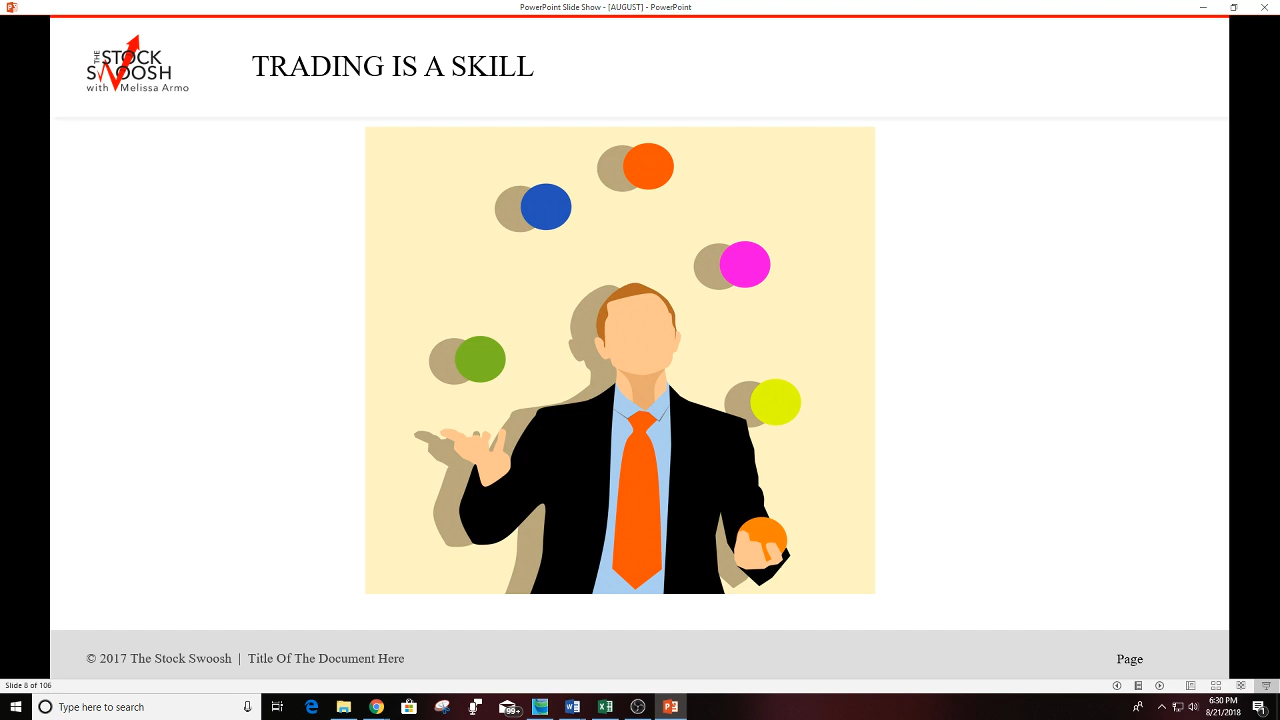 PowerPoint Slide Show - [AUGUST] - PowerPoint
THE STOCK
SWOOSH
with Melissa Armo
TRADING IS A SKILL
© 2017 The Stock Swoosh | Title Of The Document Here
Page
Slide 8 of 106
Type here to search
99+
6:30 PM
8/21/2018
1